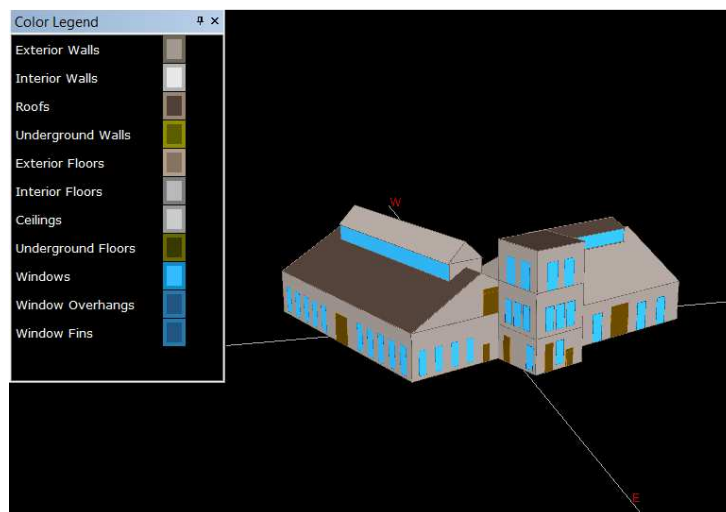 Color Legend
Exterior Walls
Interior Walls
Roofs
Underground Walls
Exterior Floors
Interior Floors
Ceilings
Underground Floors
Windows
Window Overhangs
Window Fins
W
E